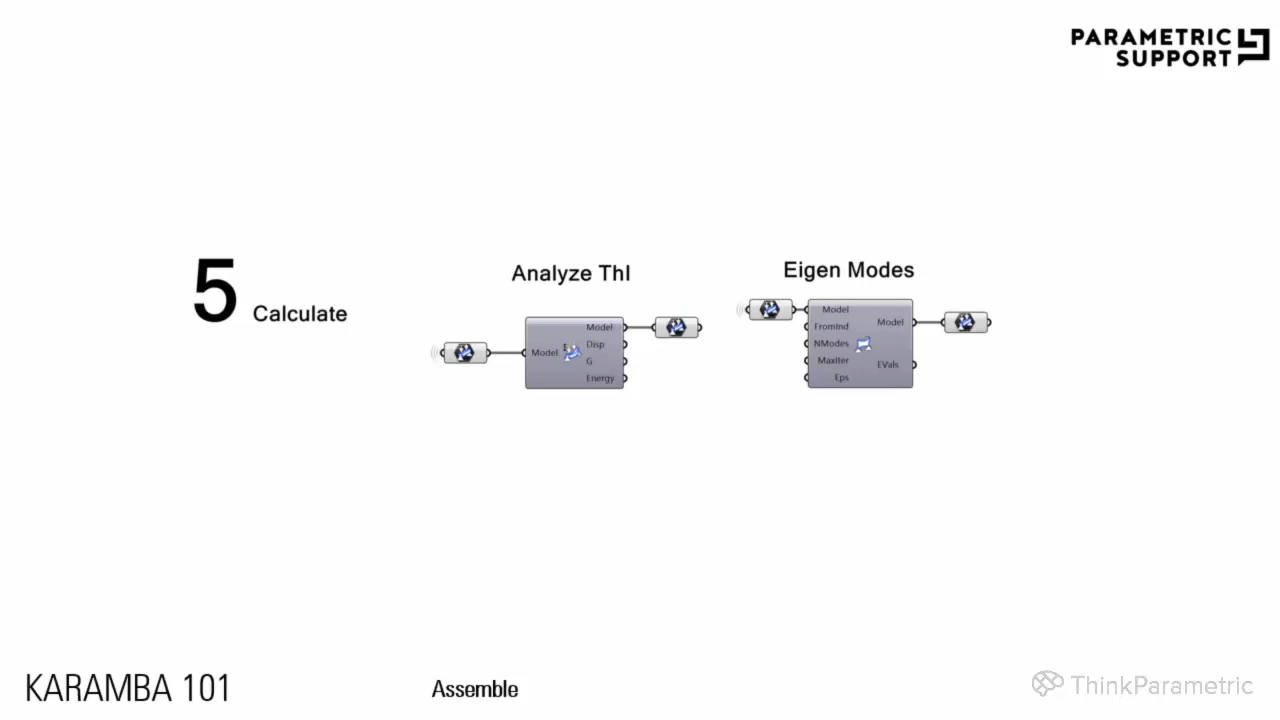 PARAMETRIC
SUPPORT
5 Calculate
Analyze ThI
Model
Model
Disp
G
Energy
Eigen Modes
Model
FromInd
NModes
MaxIter
Eps
Model
EVals
KARAMBA 101
Assemble
ThinkParametric